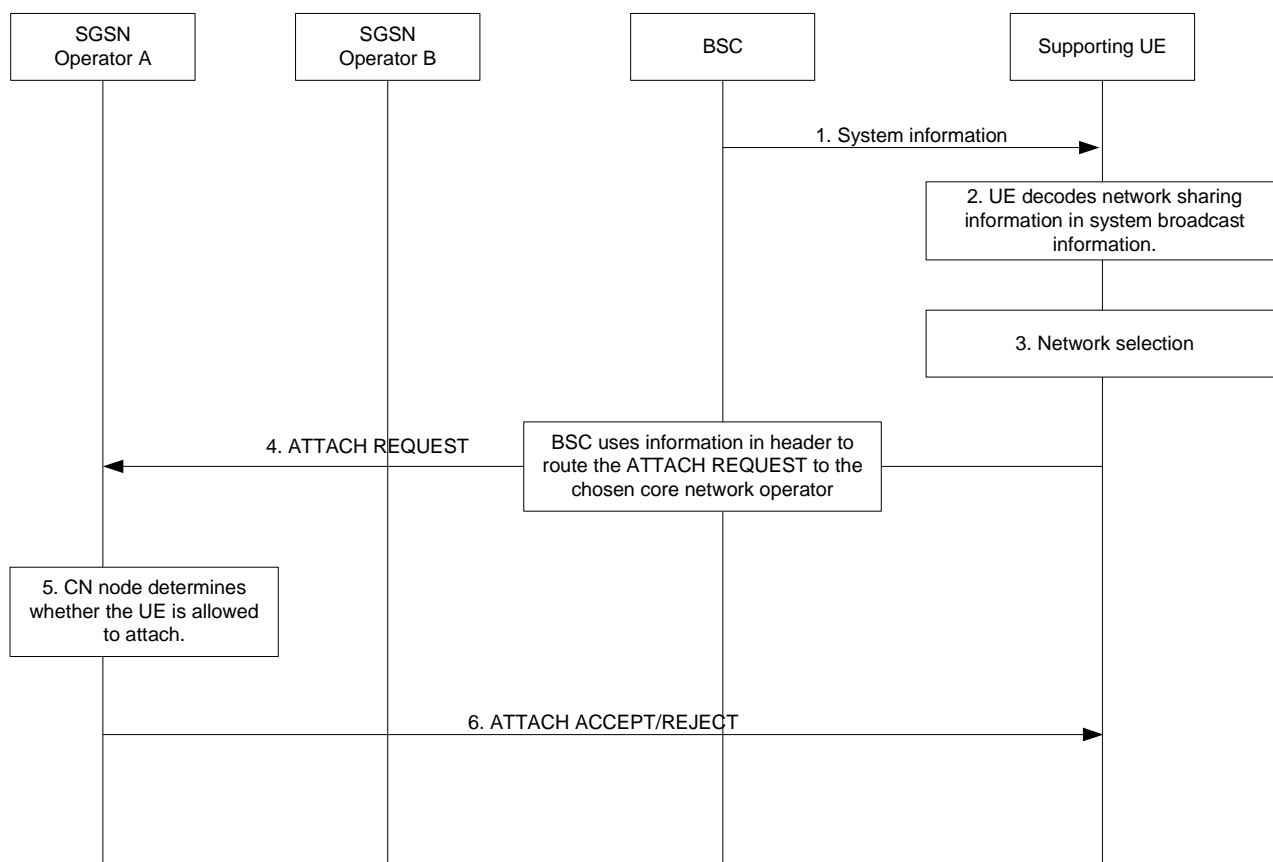 SGSN
Operator A
SGSN
Operator B
BSC
Supporting UE
1. System information
2. UE decodes network sharing
information in system broadcast
information.
3. Network selection
4. ATTACH REQUEST
BSC uses information in header to
route the ATTACH REQUEST to the
chosen core network operator
5. CN node determines
whether the UE is allowed
to attach.
6. ATTACH ACCEPT/REJECT